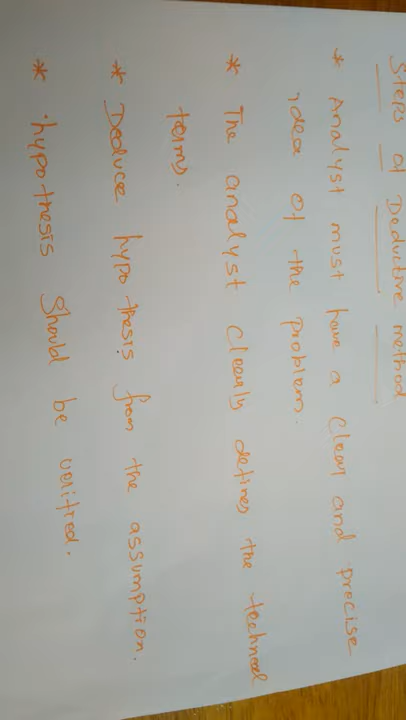 Steps of Deductive method
* Analyst must have a clear and precise
idea of the problem.
* The analyst clearly defines the technical
terms.
* Deduce hypothesis from the assumption.
* hypothesis should be verified.